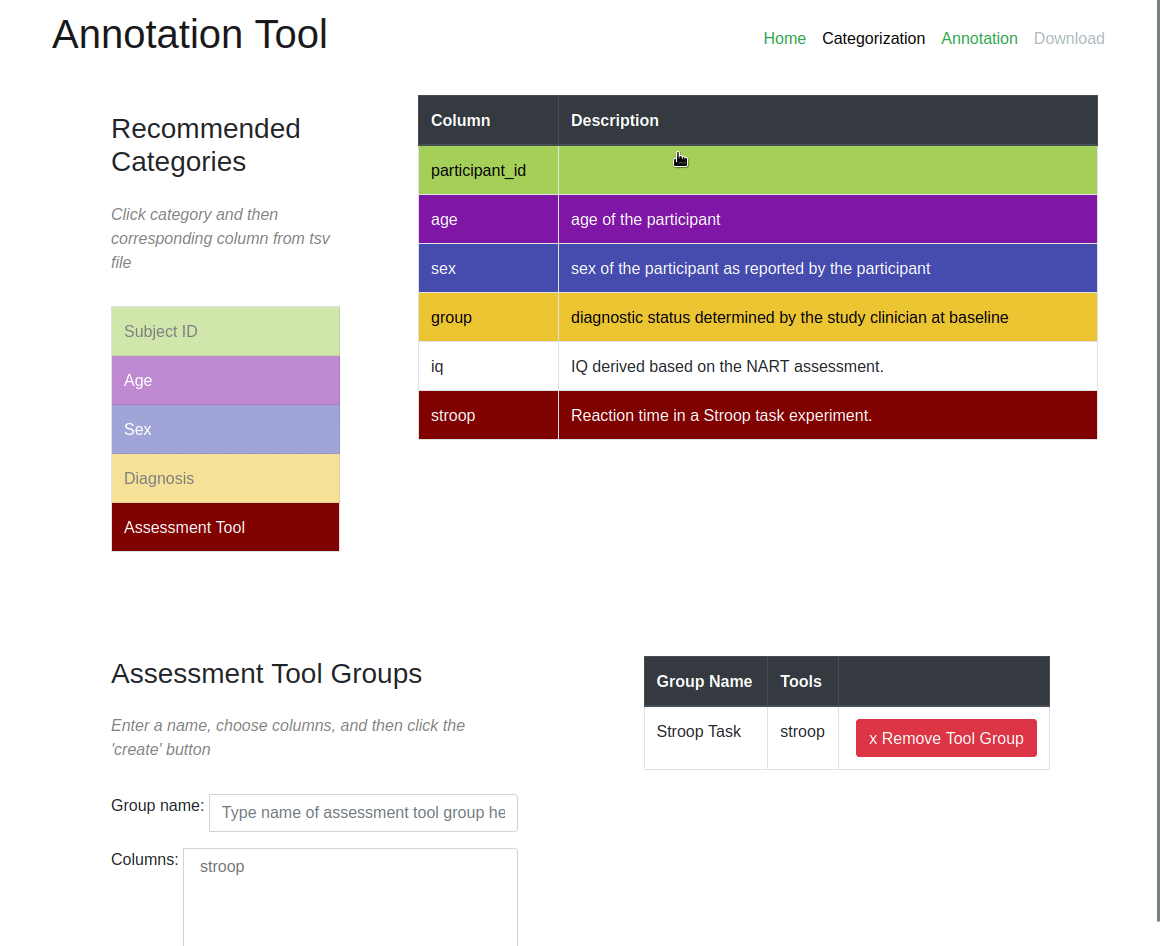 Annotation Tool
Home Categorization Annotation Download
Recommended
Categories
Click category and then
corresponding column from tsv
file
Subject ID
Age
Sex
Diagnosis
Assessment Tool
Column Description
participant_id
age age of the participant
sex sex of the participant as reported by the participant
group diagnostic status determined by the study clinician at baseline
iq IQ derived based on the NART assessment.
stroop Reaction time in a Stroop task experiment.
Assessment Tool Groups
Enter a name, choose columns, and then click the
'create' button
Group name: Type name of assessment tool group he
Columns: stroop
Group Name Tools
Stroop Task stroop x Remove Tool Group